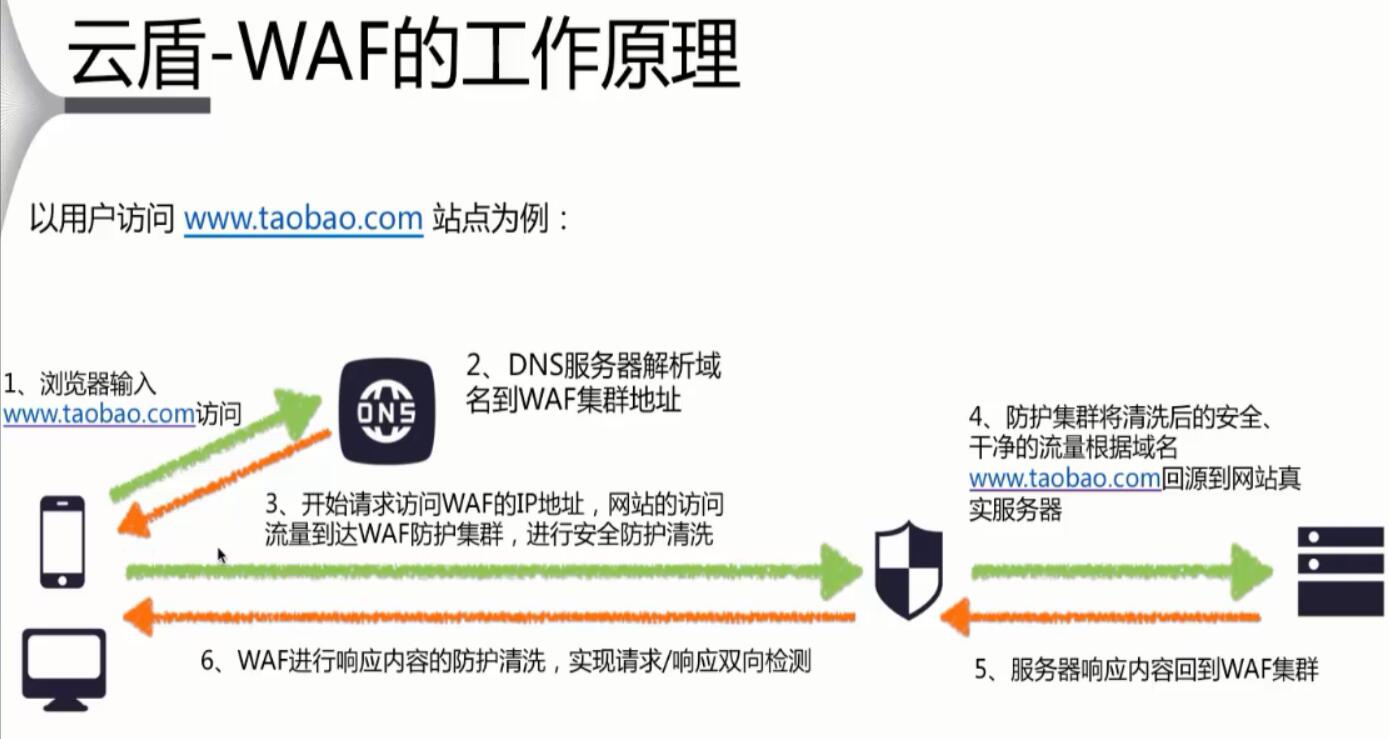 云盾-WAF的工作原理
以用户访问 www.taobao.com 站点为例：
1、浏览器输入
www.taobao.com访问
DNS
2、DNS服务器解析域
名到WAF集群地址
3、开始请求访问WAF的IP地址，网站的访问
流量到达WAF防护集群，进行安全防护清洗
4、防护集群将清洗后的安全、
干净的流量根据域名
www.taobao.com回源到网站真
实服务器
5、服务器响应内容回到WAF集群
6、WAF进行响应内容的防护清洗，实现请求/响应双向检测